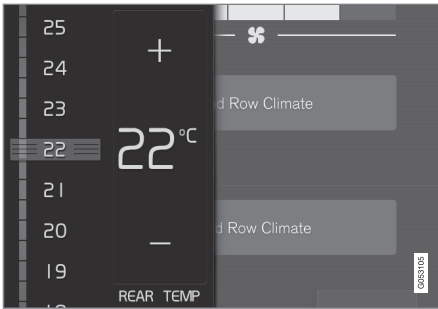 25
24
23
22
21
20
19
+
22°C
−
REAR TEMP
Row Climate
Row Climate
G053105